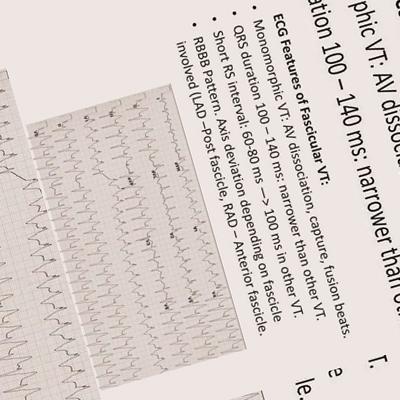 ECG Features of Fascicular VT:
• Monomorphic VT: AV dissociation, capture, fusion beats.
• QRS duration 100 – 140 ms: narrower than other VT.
• Short RS interval: 60-80 ms —> 100 ms in other VT.
• RBBB Pattern. Axis deviation depending on fascicle
involved (LAD –Post fascicle, RAD – Anterior fascicle.
phic VT: AV dissocia
ation 100 – 140 ms: narrower than
r.
e
le.